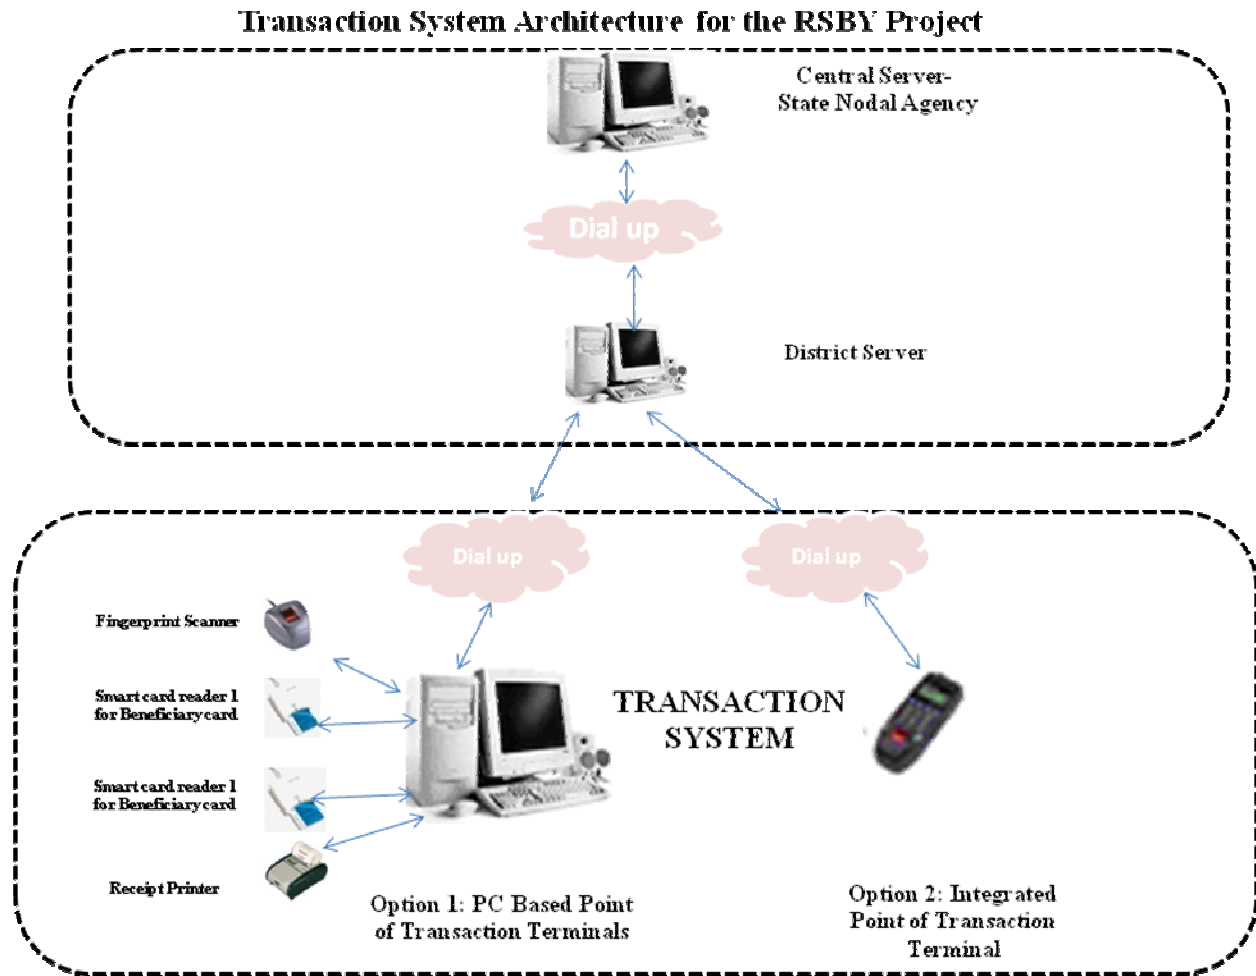 Transaction System Architecture for the RSBY Project
Central Server-
State Nodal Agency
Dial up
District Server
Dial up
Dial up
Fingerprint Scanner
Smart card reader 1
for Beneficiary card
TRANSACTION
SYSTEM
Smart card reader 1
for Beneficiary card
Receipt Printer
Option 1: PC Based Point
of Transaction Terminals
Option 2: Integrated
Point of Transaction
Terminal